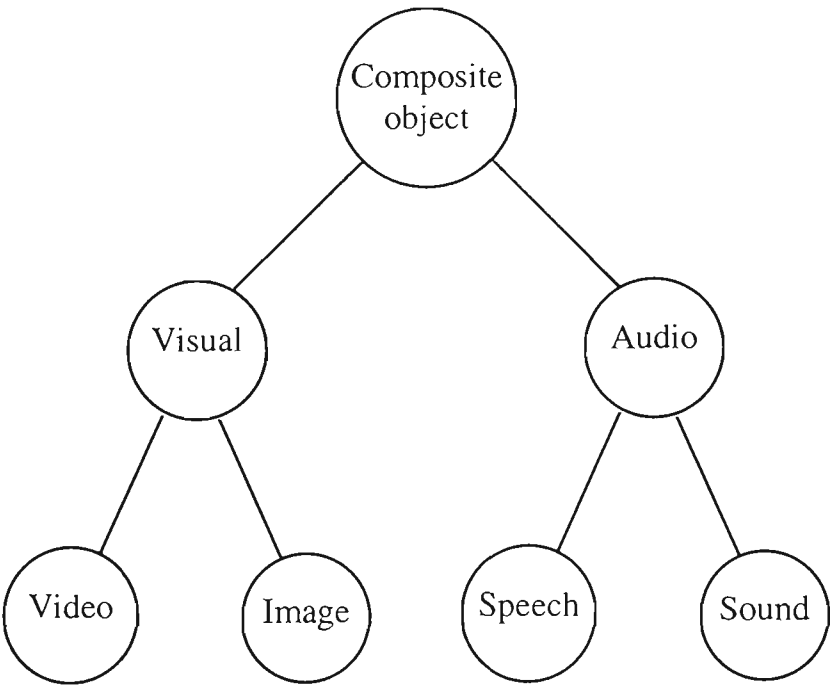 Composite
object
Visual
Audio
Video
Image
Speech
Sound